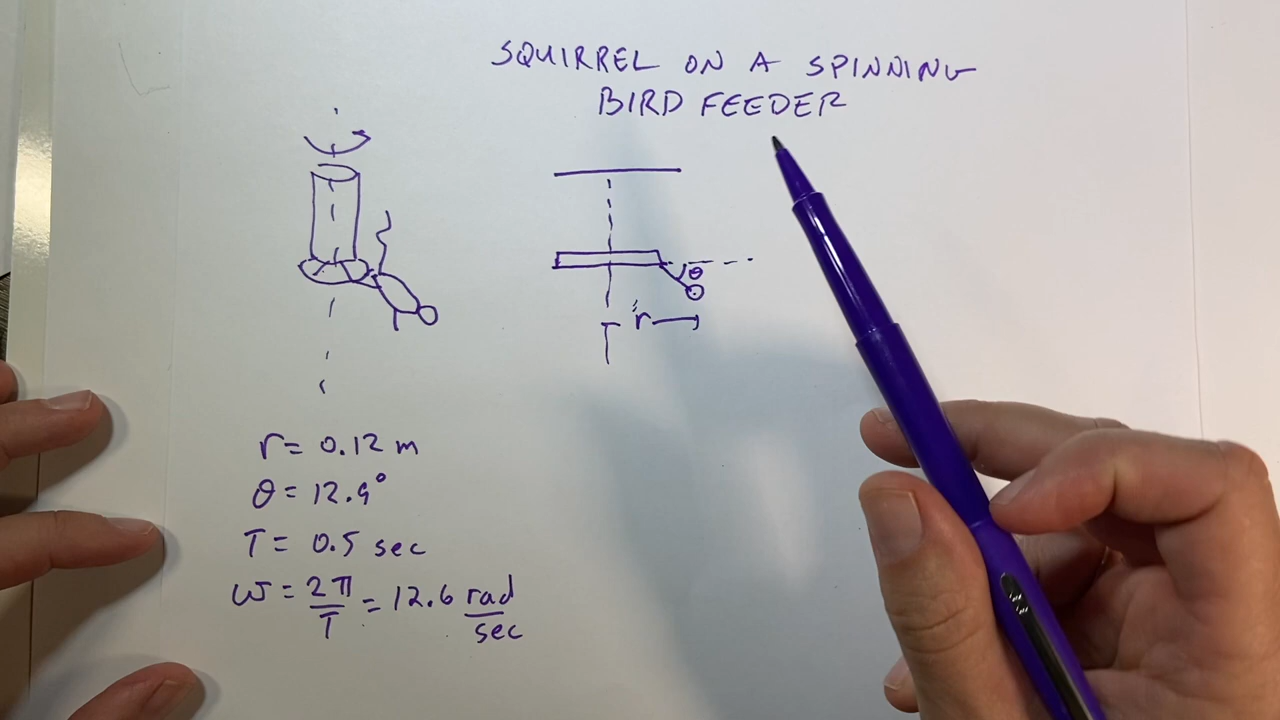 SQUIRREL ON A SPINNING
BIRD FEEDER
θ
r
r = 0.12 m
θ = 12.9°
T = 0.5 sec
ω = 2π/T = 12.6 rad/sec